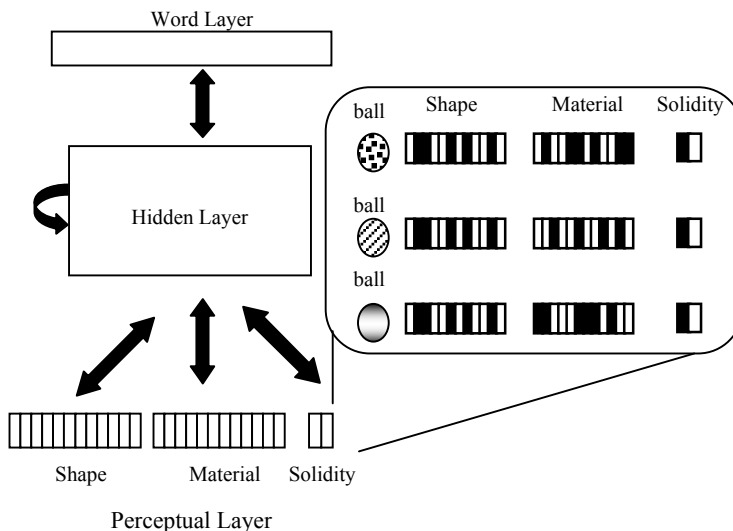 Word Layer
Hidden Layer
Shape Material Solidity
Perceptual Layer
Shape Material Solidity
ball
ball
ball